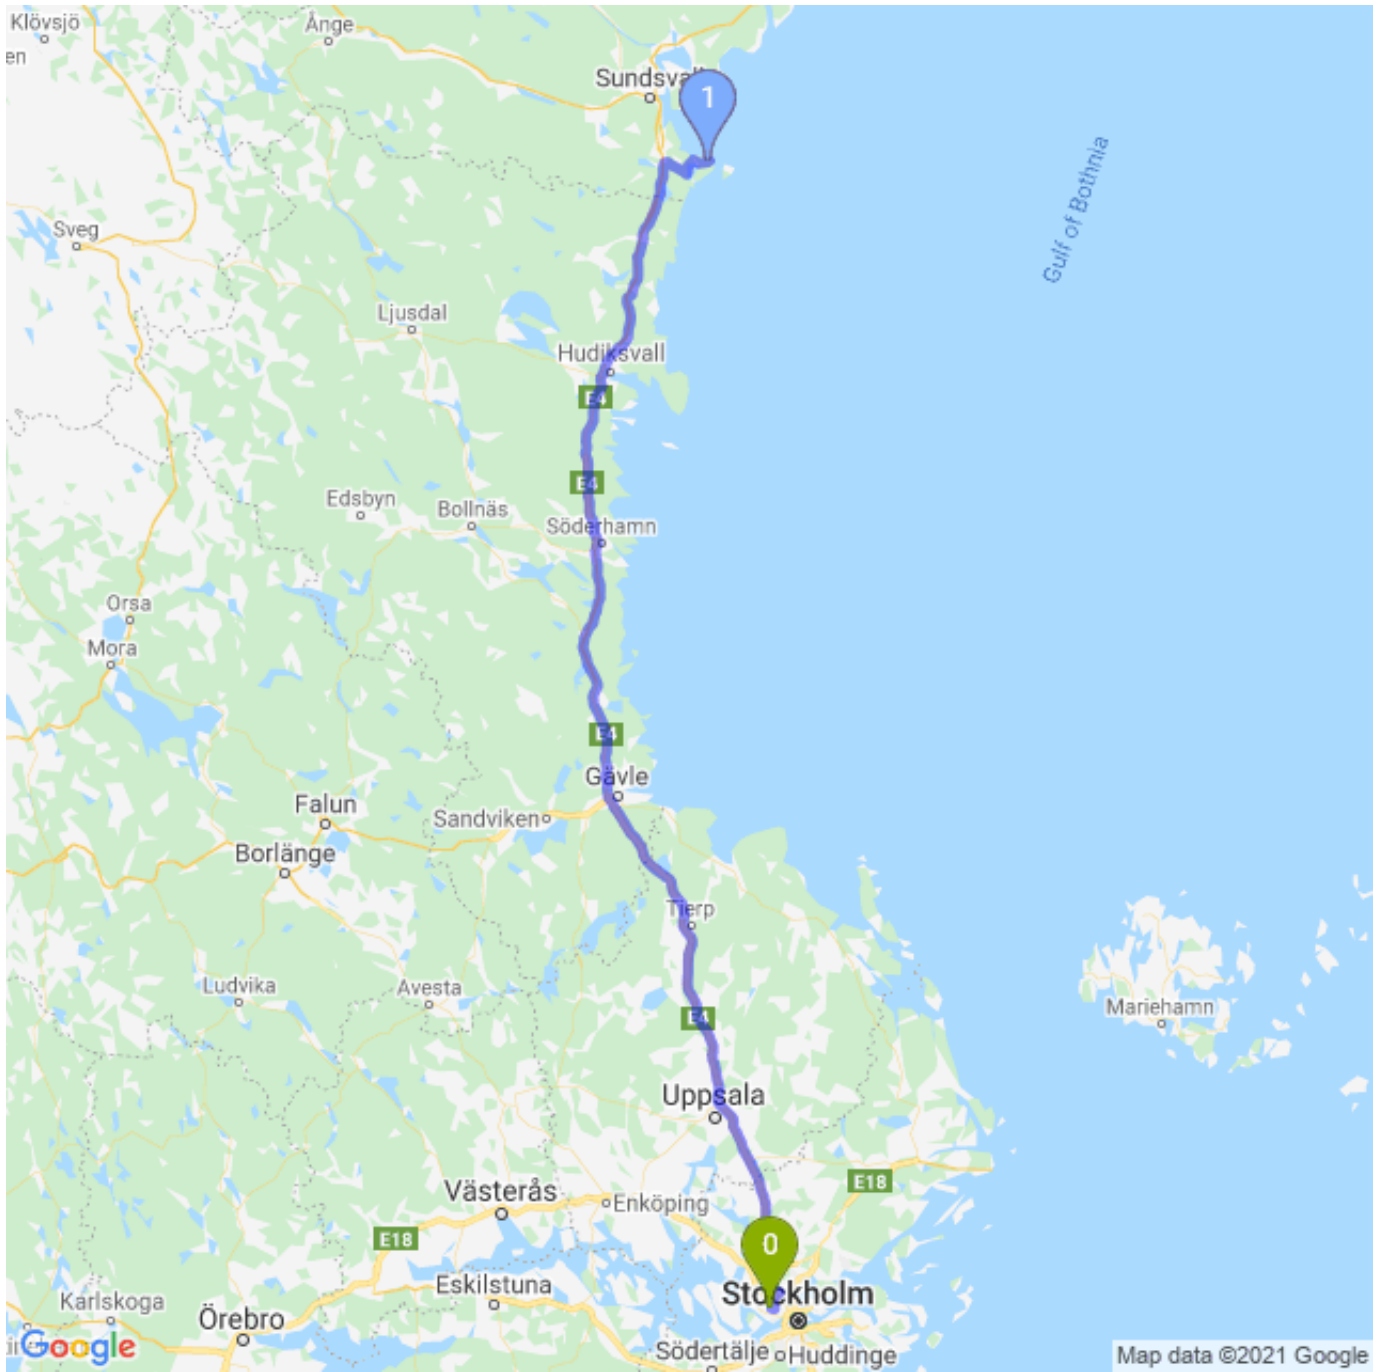 Klövsjö
Ånge
en
Sundsvall
1
Gulf of Bothnia
Sveg
Ljusdal
Hudiksvall
E4
E4
Edsbyn
Bollnäs
Söderhamn
Orsa
Mora
E4
Gävle
Falun
Sandviken
Borlänge
Tierp
Ludvika
Avesta
Mariehamn
E4
Uppsala
E18
Västerås
Enköping
E18
0
Eskilstuna
Stockholm
Karlskoga
Örebro
Södertälje
Huddinge
Google
Map data ©2021 Google